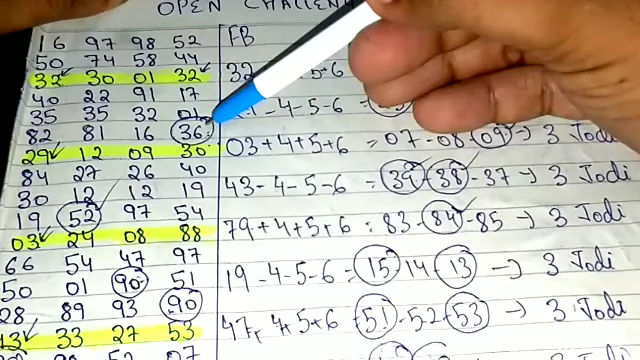 OPEN CHALLEN
16 97 98 52 FB
50 74 58 44
32 30 01 32 32 5 6
40 22 91 17
35 35 32 01 -4-5-6
82 81 16 36
29 12 09 30 03+4+5+6 = 07-08-09 3 Jodi
84 27 26 40
30 12 12 19 43-4-5-6 = 39 38-37 → 3 Jodi
19 52 97 54 79+4+5+6 = 83-84-85 → 3 Jodi
03 24 08 88
66 54 47 97 19-4-5-6 = 15-14-13 → 3 Jodi
50 01 90 51
28 89 93 90 47+4+5+6 = 51-52-53 → 3 Jodi
13 33 27 53